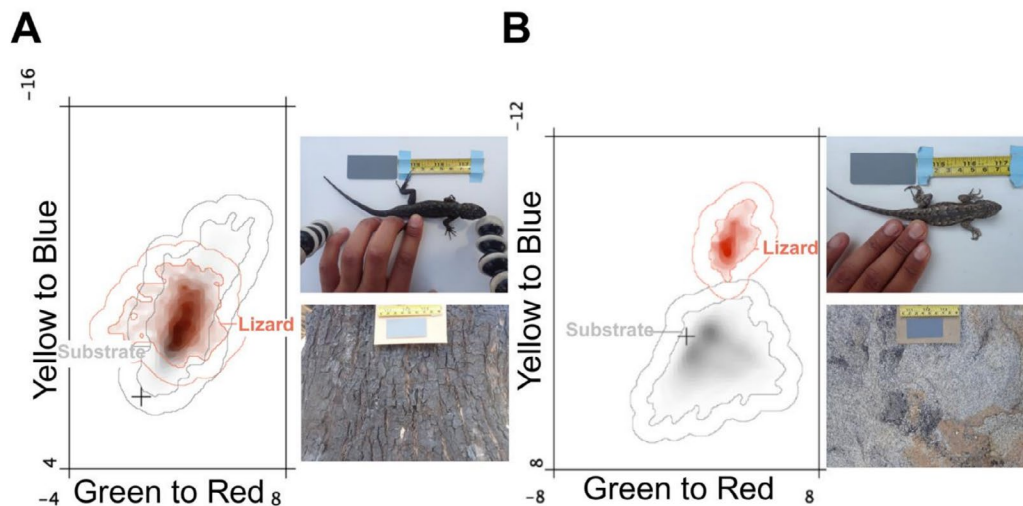 A
-16
Yellow to Blue
4
-4
Green to Red
8
Lizard
Substrate
B
-12
Yellow to Blue
8
-8
Green to Red
8
Lizard
Substrate